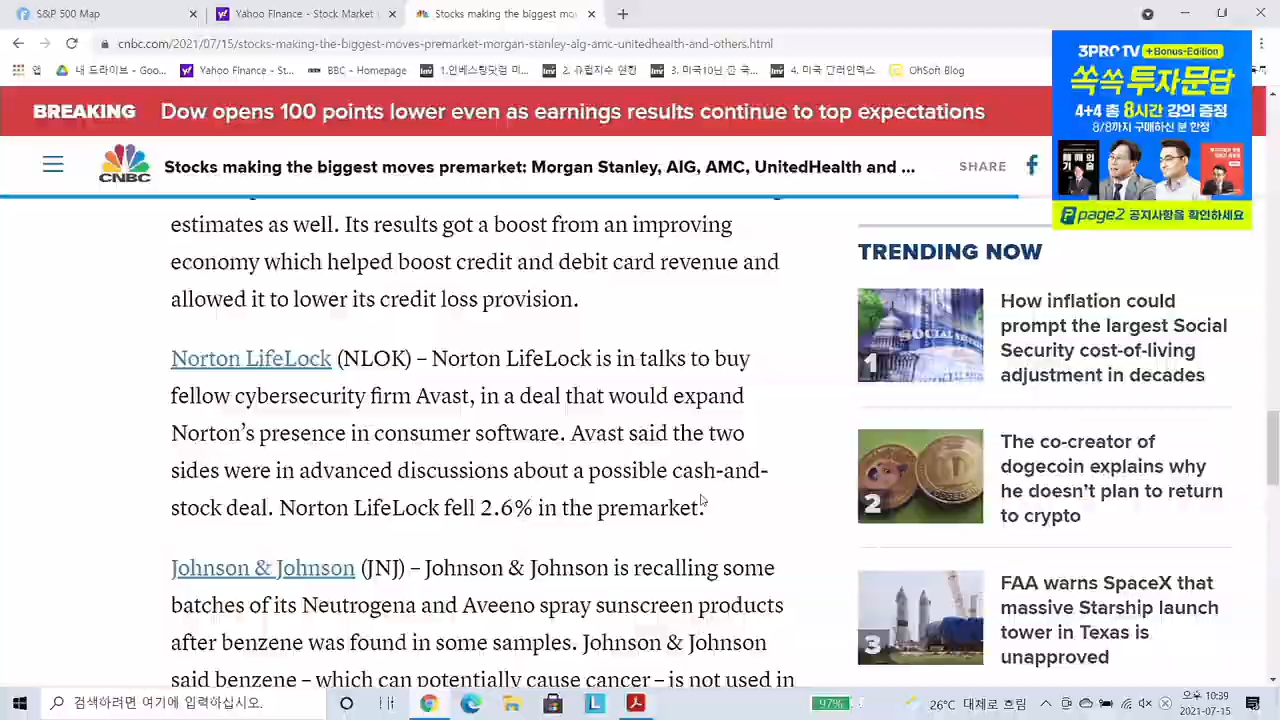 S&P 500 Map
Yahoo Finance - Stock Market
Stocks making the biggest mo
cnbc.com/2021/07/15/stocks-making-the-biggest-moves-premarket-morgan-stanley-aig-amc-unitedhealth-and-others.html
앱
내 드라이브 - Goo...
Yahoo Finance - St...
BBC - Homepage
1.인베스팅닷컴 미...
2. 유럽지수 현황
3. 미국10년 만 국...
4. 미국 달러인덱스
OhSoft Blog
3PRO TV +Bonus-Edition
쏙쏙 투자문답
4+4 총 8시간 강의 증정
8/8까지 구매하신 분 한정
page2 공지사항을 확인하세요
BREAKING Dow opens 100 points lower even as earnings results continue to top expectations
CNBC
Stocks making the biggest moves premarket: Morgan Stanley, AIG, AMC, UnitedHealth and ...
SHARE
estimates as well. Its results got a boost from an improving
economy which helped boost credit and debit card revenue and
allowed it to lower its credit loss provision.
Norton LifeLock (NLOK) – Norton LifeLock is in talks to buy
fellow cybersecurity firm Avast, in a deal that would expand
Norton’s presence in consumer software. Avast said the two
sides were in advanced discussions about a possible cash-and-
stock deal. Norton LifeLock fell 2.6% in the premarket.
Johnson & Johnson (JNJ) – Johnson & Johnson is recalling some
batches of its Neutrogena and Aveeno spray sunscreen products
after benzene was found in some samples. Johnson & Johnson
said benzene – which can potentially cause cancer – is not used in
TRENDING NOW
1
How inflation could
prompt the largest Social
Security cost-of-living
adjustment in decades
2
The co-creator of
dogecoin explains why
he doesn’t plan to return
to crypto
3
FAA warns SpaceX that
massive Starship launch
tower in Texas is
unapproved
검색하려면 여기에 입력하십시오.
97%
26°C 대체로 흐림
오후 10:39
2021-07-15